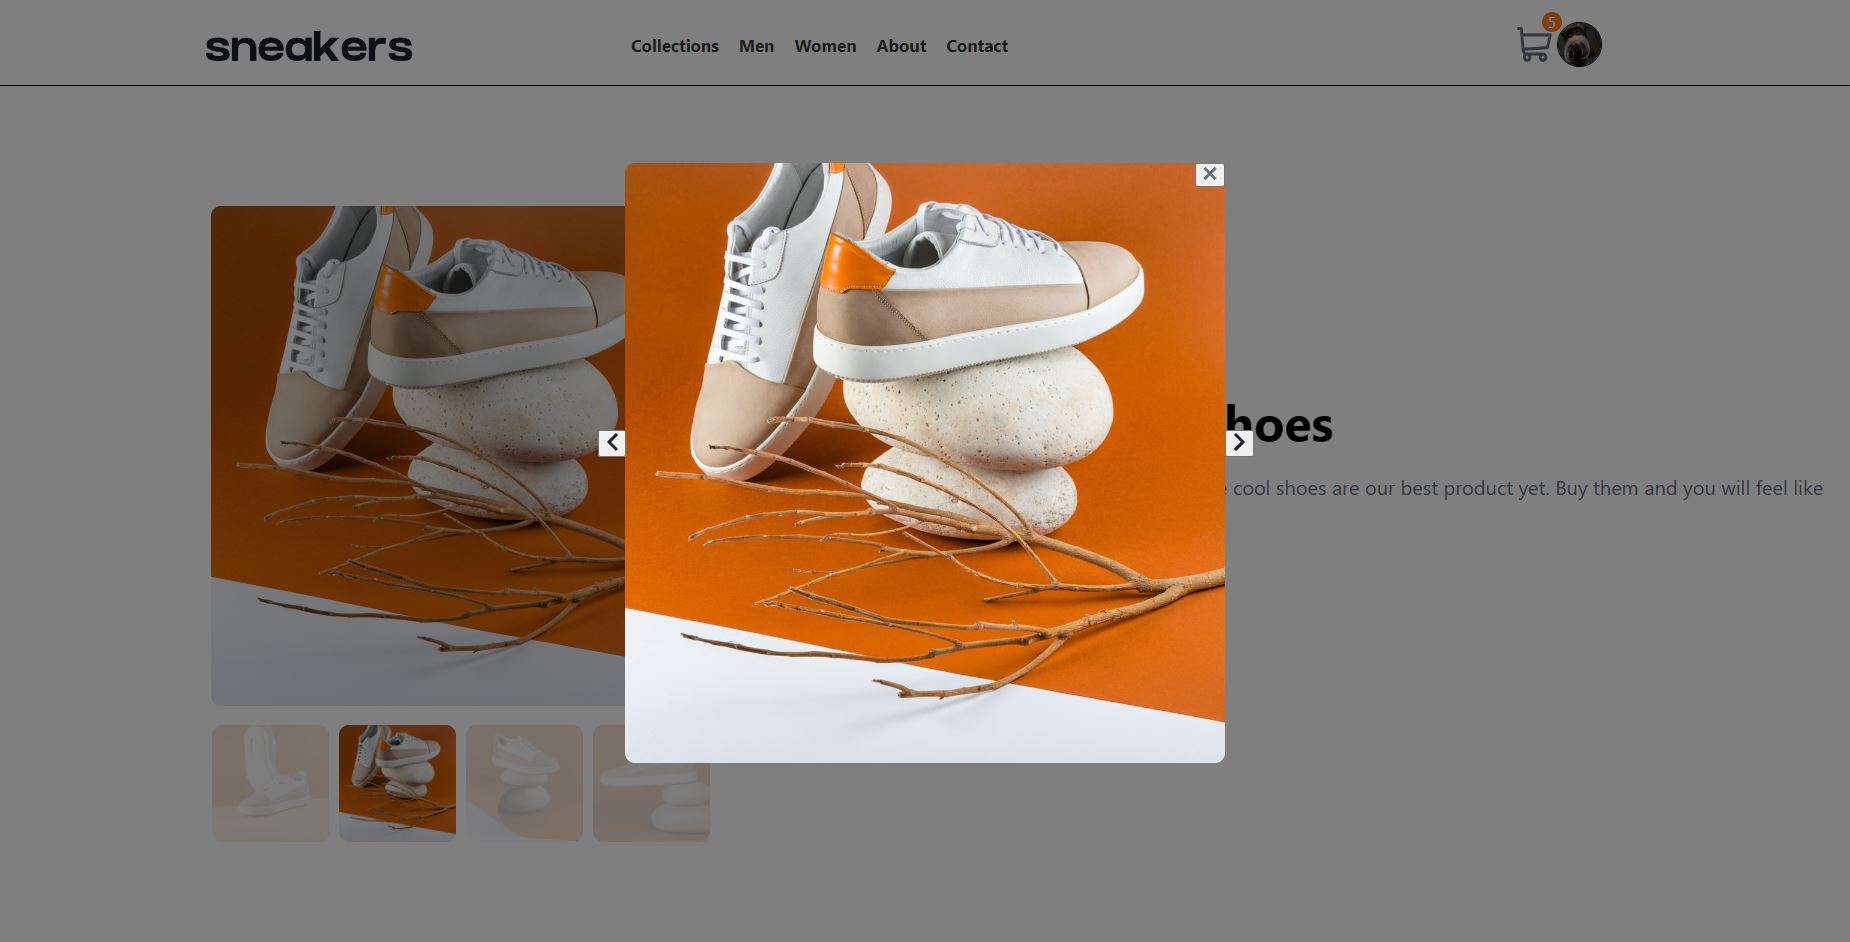 sneakers
Collections Men Women About Contact
5
hoes
cool shoes are our best product yet. Buy them and you will feel like